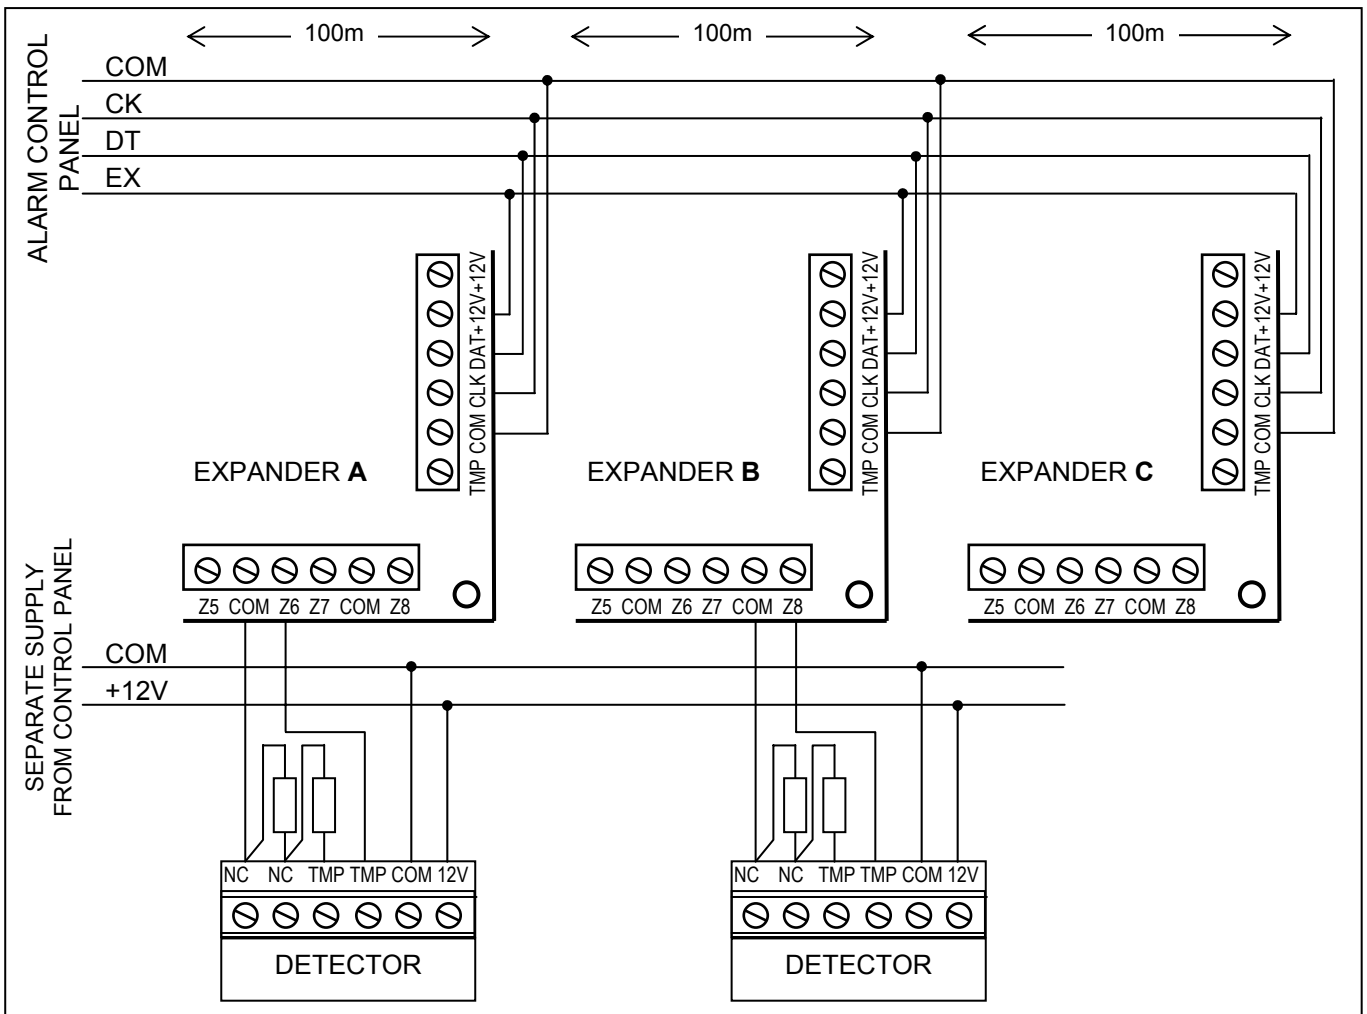 100m 100m 100m
ALARM CONTROL
PANEL
COM
CK
DT
EX
TMP COM CLK DAT+12V+12V
TMP COM CLK DAT+12V+12V
TMP COM CLK DAT+12V+12V
EXPANDER A EXPANDER B EXPANDER C
Z5 COM Z6 Z7 COM Z8
Z5 COM Z6 Z7 COM Z8
Z5 COM Z6 Z7 COM Z8
SEPARATE SUPPLY
FROM CONTROL PANEL
COM
+12V
NC NC TMP TMP COM 12V
NC NC TMP TMP COM 12V
DETECTOR DETECTOR